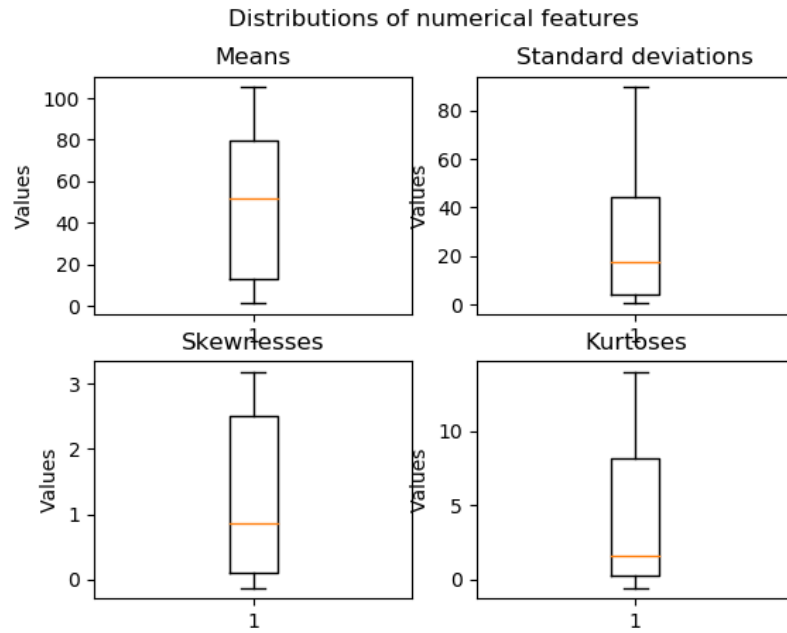 Distributions of numerical features
Means
Standard deviations
Values
100
80
60
40
20
0
1
Values
80
60
40
20
0
1
Skewnesses
Kurtoses
Values
3
2
1
0
1
Values
10
5
0
1